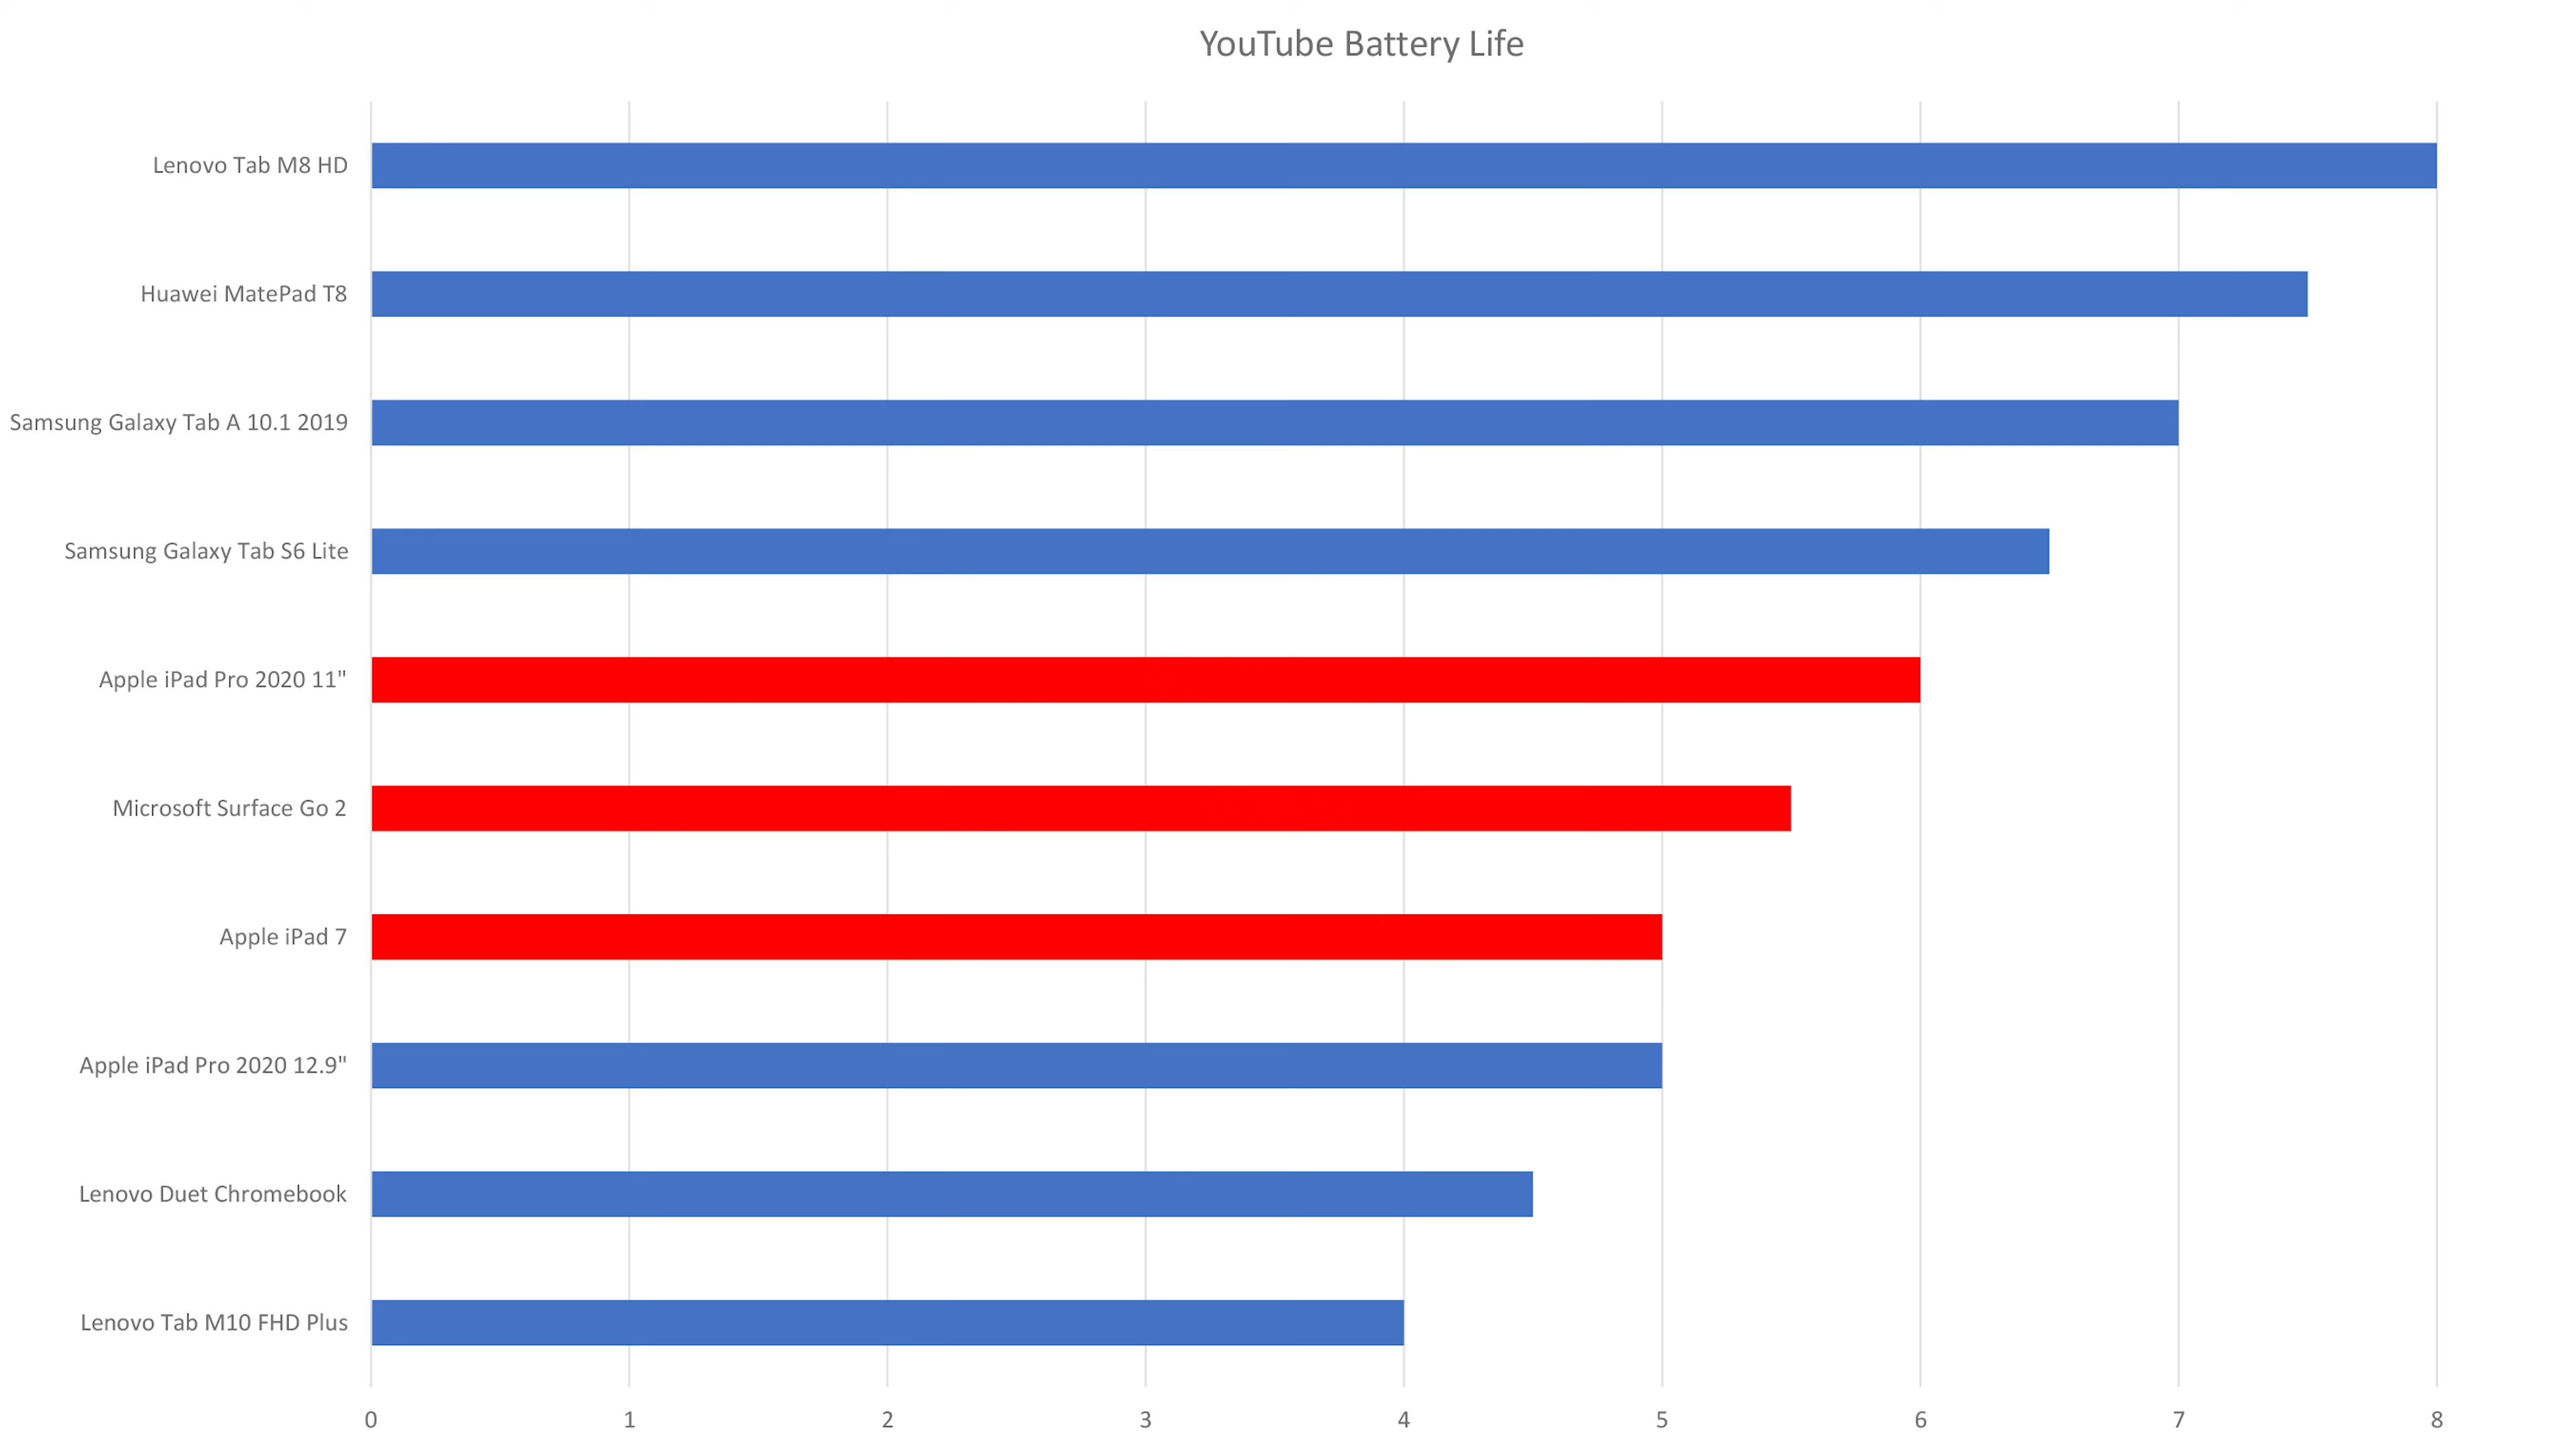 YouTube Battery Life
Lenovo Tab M8 HD
Huawei MatePad T8
Samsung Galaxy Tab A 10.1 2019
Samsung Galaxy Tab S6 Lite
Apple iPad Pro 2020 11"
Microsoft Surface Go 2
Apple iPad 7
Apple iPad Pro 2020 12.9"
Lenovo Duet Chromebook
Lenovo Tab M10 FHD Plus
0 1 2 3 4 5 6 7 8